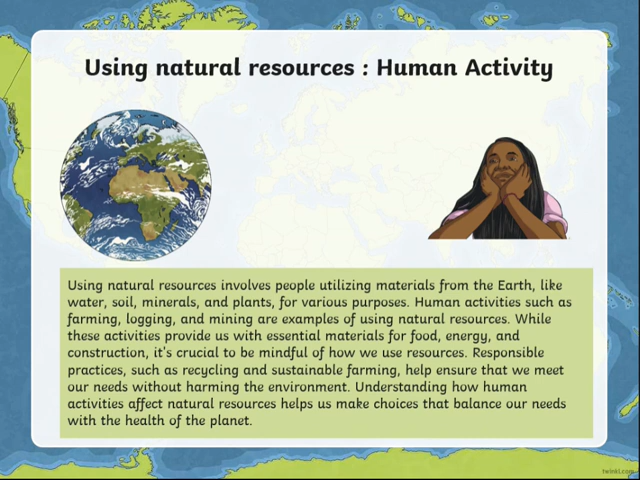 Using natural resources : Human Activity
Using natural resources involves people utilizing materials from the Earth, like
water, soil, minerals, and plants, for various purposes. Human activities such as
farming, logging, and mining are examples of using natural resources. While
these activities provide us with essential materials for food, energy, and
construction, it's crucial to be mindful of how we use resources. Responsible
practices, such as recycling and sustainable farming, help ensure that we meet
our needs without harming the environment. Understanding how human
activities affect natural resources helps us make choices that balance our needs
with the health of the planet.
twinkl.com